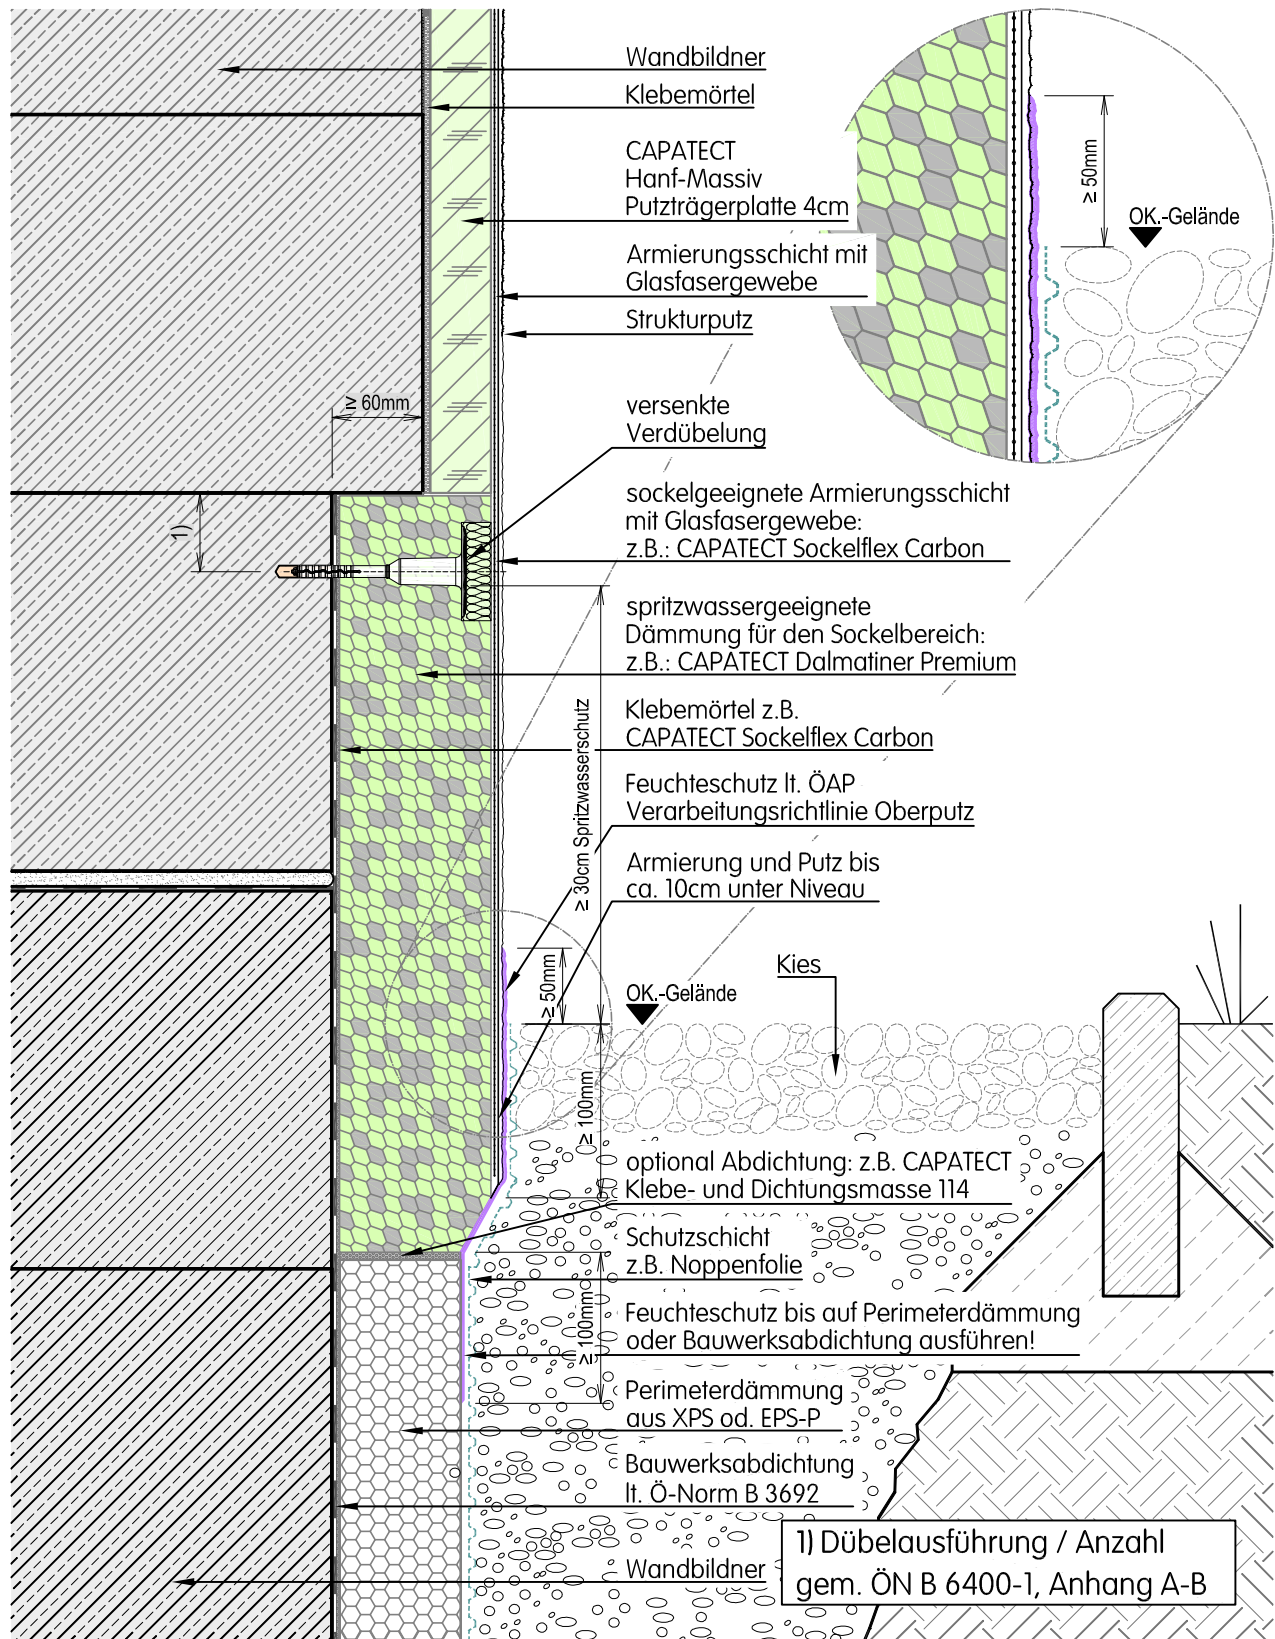 Wandbildner
Klebemörtel
CAPATECT
Hanf-Massiv
Putzträgerplatte 4cm
≥ 50mm
OK.-Gelände
Armierungsschicht mit
Glasfasergewebe
Strukturputz
≥ 60mm
versenkte
Verdübelung
1)
sockelgeeignete Armierungsschicht
mit Glasfasergewebe:
z.B.: CAPATECT Sockelflex Carbon
spritzwassergeeignete
Dämmung für den Sockelbereich:
z.B.: CAPATECT Dalmatiner Premium
≥ 30cm Spritzwasserschutz
Klebemörtel z.B.
CAPATECT Sockelflex Carbon
Feuchteschutz lt. ÖAP
Verarbeitungsrichtlinie Oberputz
Armierung und Putz bis
ca. 10cm unter Niveau
≥ 50mm
OK.-Gelände
Kies
≥ 100mm
optional Abdichtung: z.B. CAPATECT
Klebe- und Dichtungsmasse 114
Schutzschicht
z.B. Noppenfolie
≥ 100mm
Feuchteschutz bis auf Perimeterdämmung
oder Bauwerksabdichtung ausführen!
Perimeterdämmung
aus XPS od. EPS-P
Bauwerksabdichtung
lt. Ö-Norm B 3692
Wandbildner
1) Dübelausführung / Anzahl
gem. ÖN B 6400-1, Anhang A-B